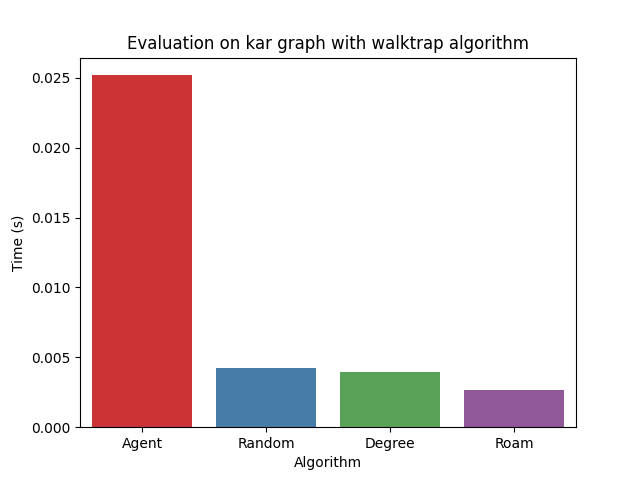 Evaluation on kar graph with walktrap algorithm
Time (s)
0.025
0.020
0.015
0.010
0.005
0.000
Agent Random Degree Roam
Algorithm